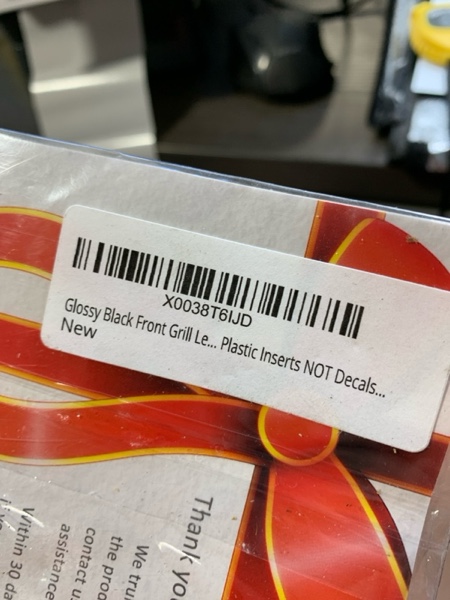 X0038T6IJD
Glossy Black Front Grill Le... Plastic Inserts NOT Decals...
New
Thank yo
We tru
the pro
contact u
assistance
Within 30 da